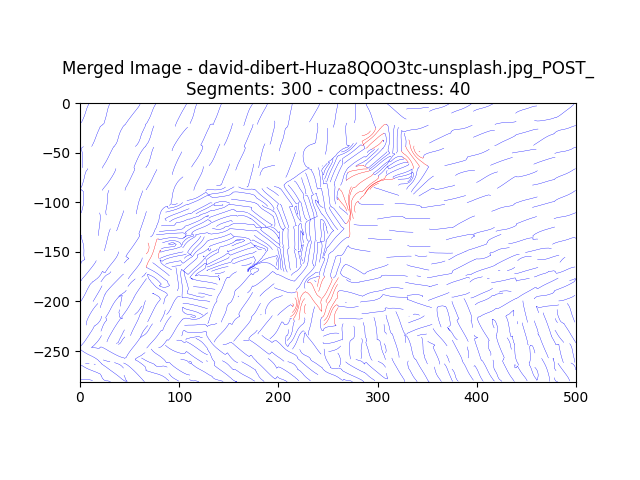 Merged Image - david-dibert-Huza8QOO3tc-unsplash.jpg_POST_
Segments: 300 - compactness: 40
0
−50
−100
−150
−200
−250
0 100 200 300 400 500